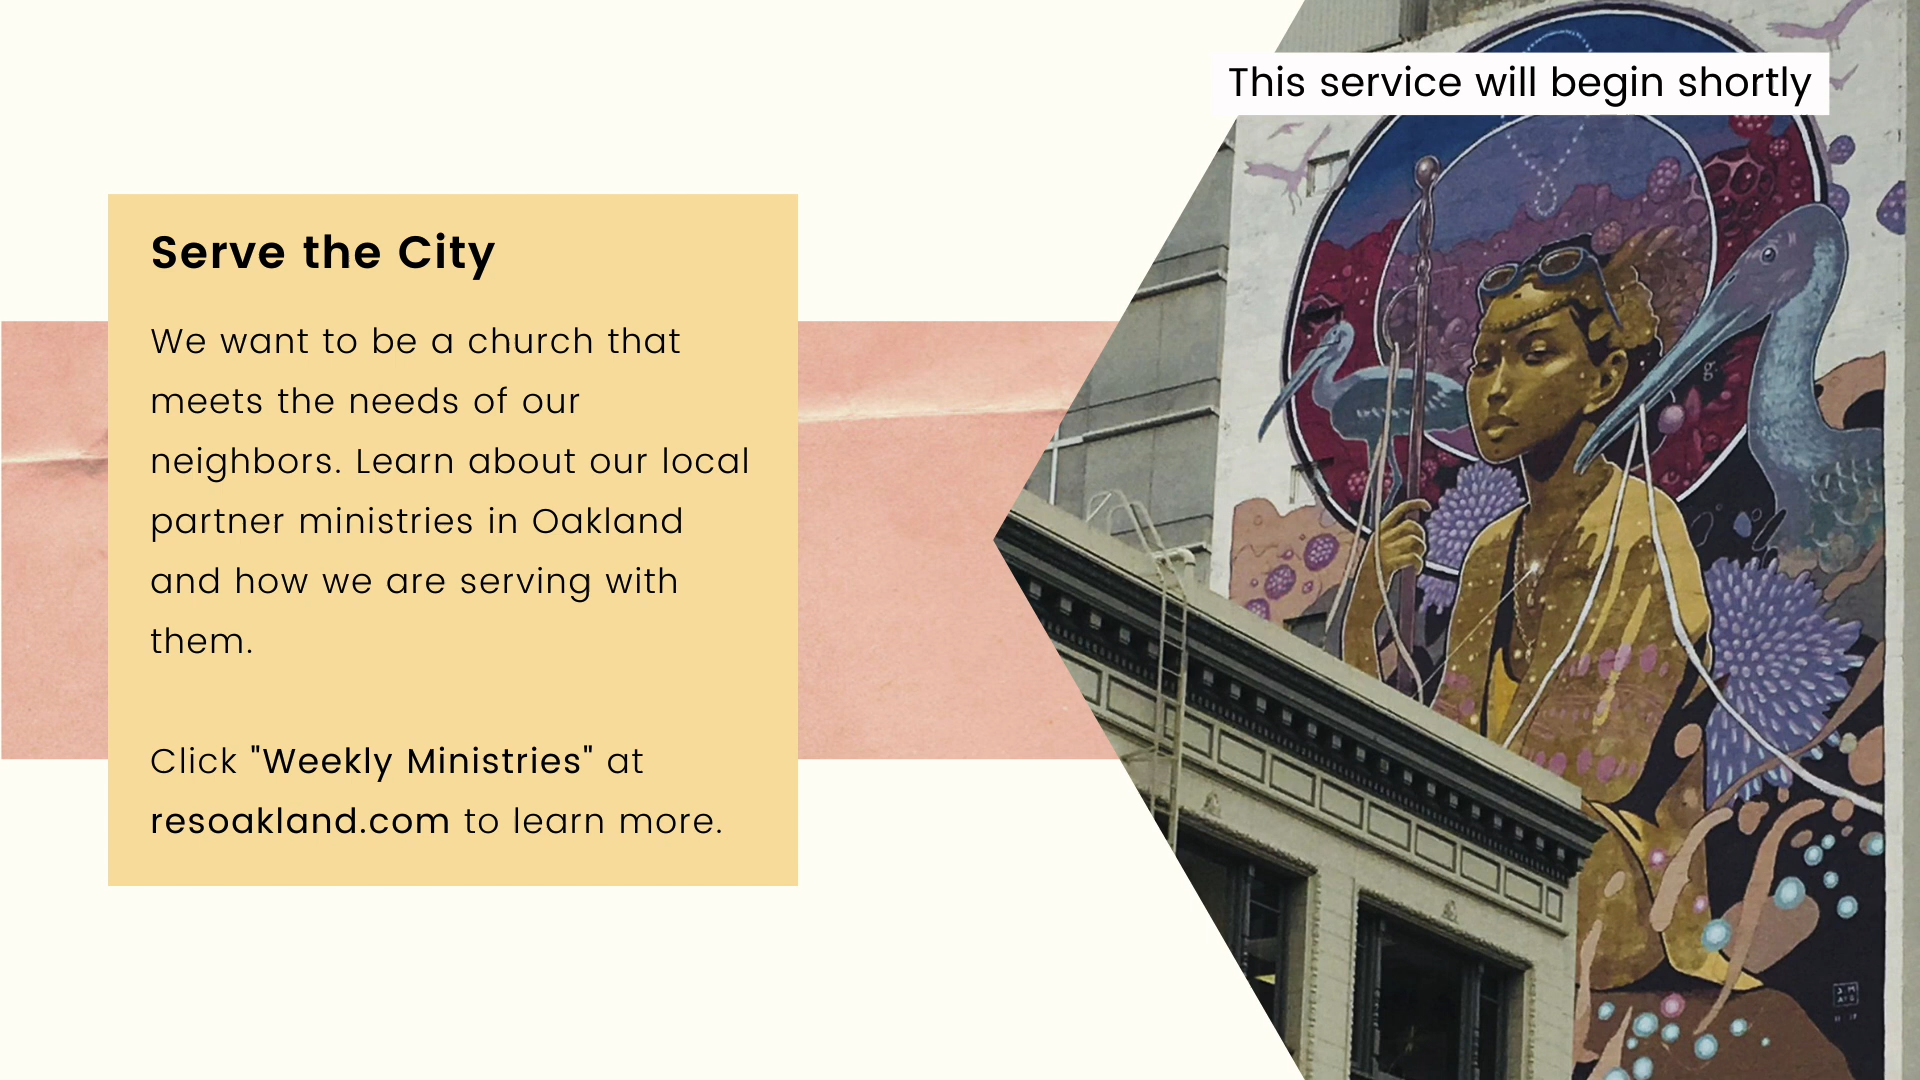 This service will begin shortly
Serve the City
We want to be a church that
meets the needs of our
neighbors. Learn about our local
partner ministries in Oakland
and how we are serving with
them.
Click "Weekly Ministries" at
resoakland.com to learn more.
g.